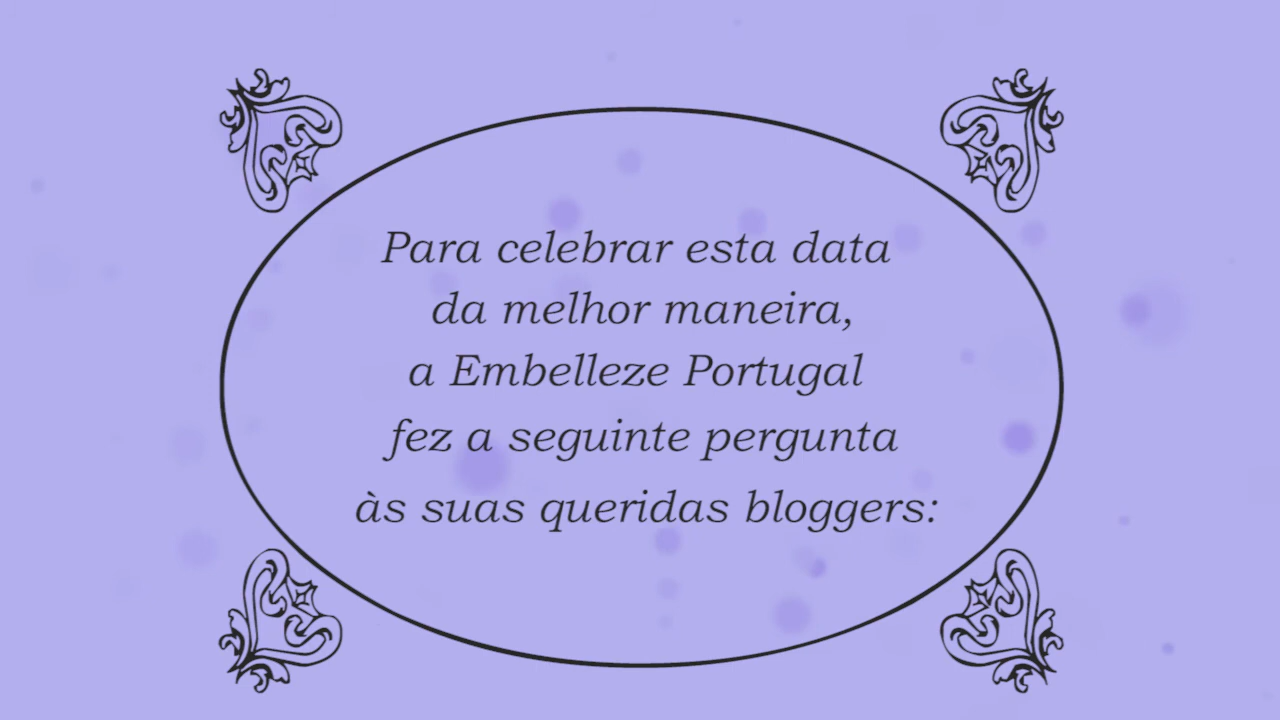 Para celebrar esta data
da melhor maneira,
a Embelleze Portugal
fez a seguinte pergunta
às suas queridas bloggers: